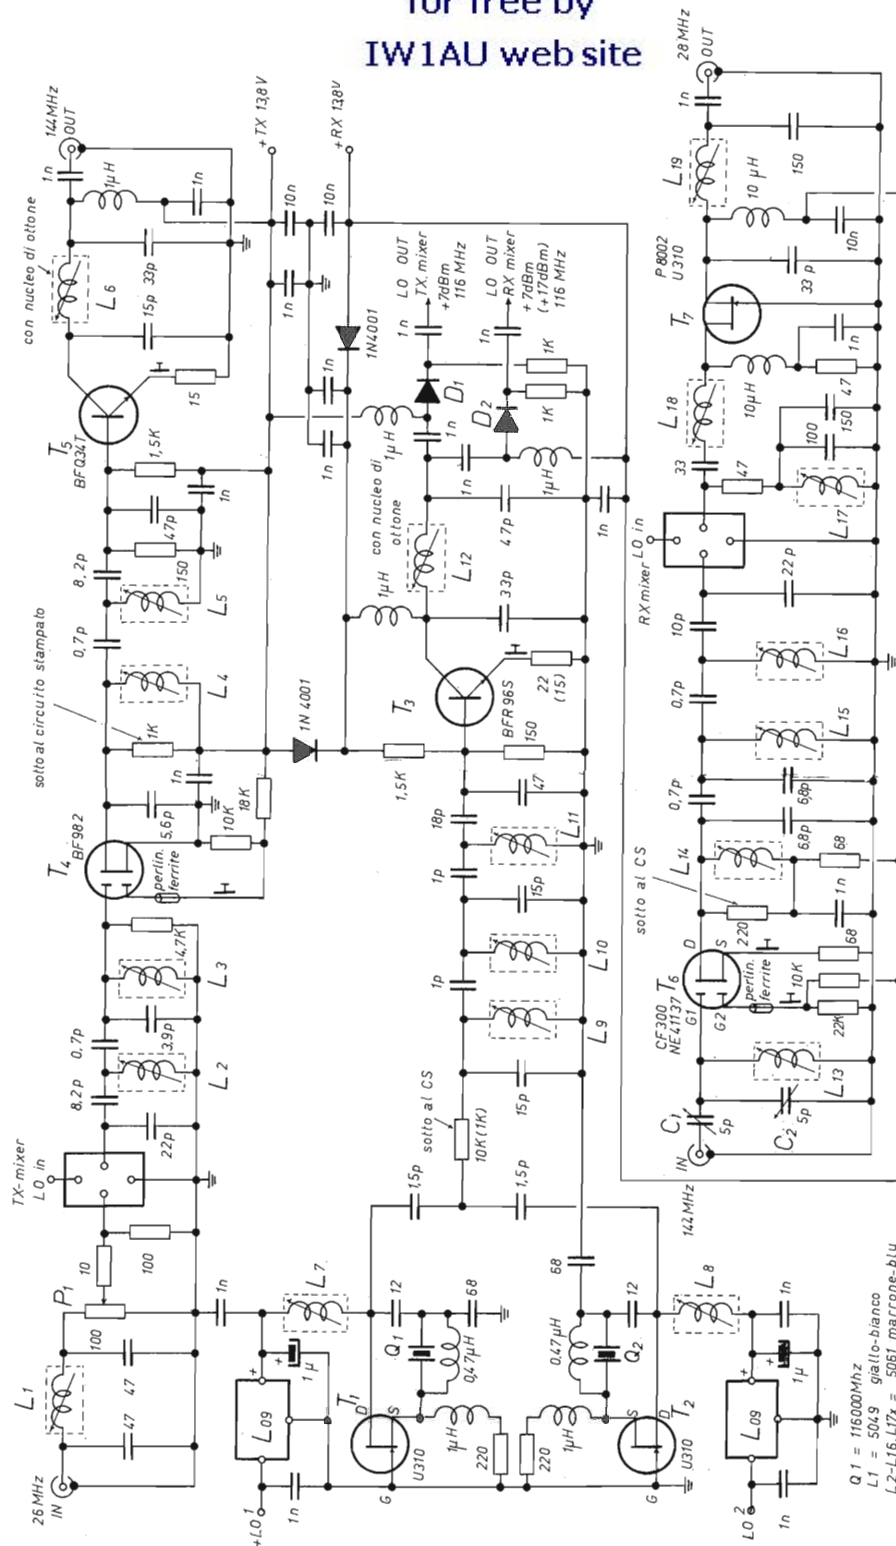 for free by
IW1AU web site
26MHz
IN
L1
47
47
P1
100
10
100
TX-mixer
LO in
22p
8.2p
L2
0.7p
3.9p
L3
4.7K
T4
BF982
perlin.
ferrite
5.6p
10K
18K
1n
1K
sotto al circuito stampato
L4
0.7p
L5
8.2p
150
47p
1n
1.5K
T5
BFQ34T
15
15p
L6
33p
con nucleo di ottone
1μH
1n
1n
144MHz
OUT
+TX 13,8V
+RX 13,8V
10n
10n
1n
1n
1n
1N4001
1N 4001
+LO 1
1n
L09
1μ
+
+
1n
L7
T1
U310
D
S
G
Q1
12
68
0,47μH
1μH
220
220
1μH
0,47μH
Q2
12
68
T2
U310
D
S
G
L8
LO 2
1n
L09
1μ
+
+
1n
1,5p
1,5p
10K(1K)
sotto al CS
15p
L9
1p
L10
15p
1p
L11
18p
47
1,5K
150
T3
BFR 96S
22
(15)
1μH
33p
L12
con nucleo di
ottone
47p
1n
1n
1μH
1μH
1n
D1
D2
1K
1K
1n
1n
LO OUT
TX.mixer
+7dBm
116 MHz
LO OUT
RX mixer
+7dBm
(+17dBm)
116 MHz
144MHz
IN
C1
5p
C2
5p
L13
CF300
NE41137
T6
G1
G2
D
S
perlin.
ferrite
22K
10K
68
220
sotto al CS
1n
L14
68
6,8p
0,7p
6,8p
L15
0,7p
L16
10p
22p
RX mixer
LO in
47
33
L17
100
150
L18
10μH
47
1n
T7
P8002
U310
33p
10μH
10n
L19
150
1n
28MHz
OUT
Q1 = 116000Mhz
L1 = 5049 giallo-bianco